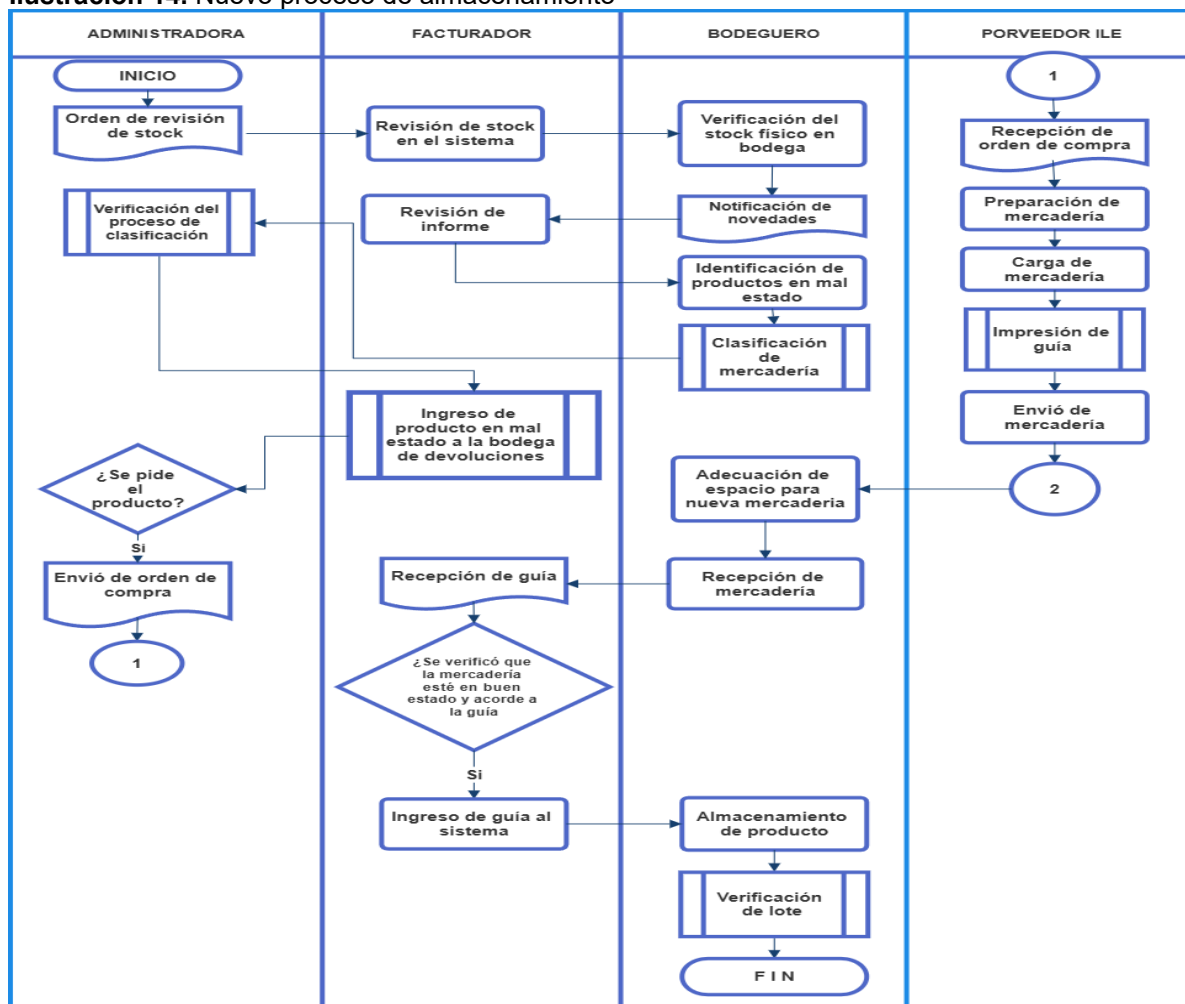 Ilustración 14. Nuevo proceso de almacenamiento
ADMINISTRADORA
FACTURADOR
BODEGUERO
PORVEEDOR ILE
INICIO
Orden de revisión
de stock
Revisión de stock
en el sistema
Verificación del
stock físico en
bodega
1
Recepción de
orden de compra
Verificación del
proceso de
clasificación
Revisión de
informe
Notificación de
novedades
Preparación de
mercadería
Identificación de
productos en mal
estado
Carga de
mercadería
Clasificación
de
mercadería
Impresión de
guía
Ingreso de
producto en mal
estado a la bodega
de devoluciones
Envió de
mercadería
¿Se pide
el
producto?
Adecuación de
espacio para
nueva mercaderia
2
Si
Envió de orden de
compra
Recepción de guía
Recepción de
mercadería
1
¿Se verificó que
la mercadería
esté en buen
estado y acorde a
la guía
Si
Ingreso de guía al
sistema
Almacenamiento
de producto
Verificación
de lote
F I N